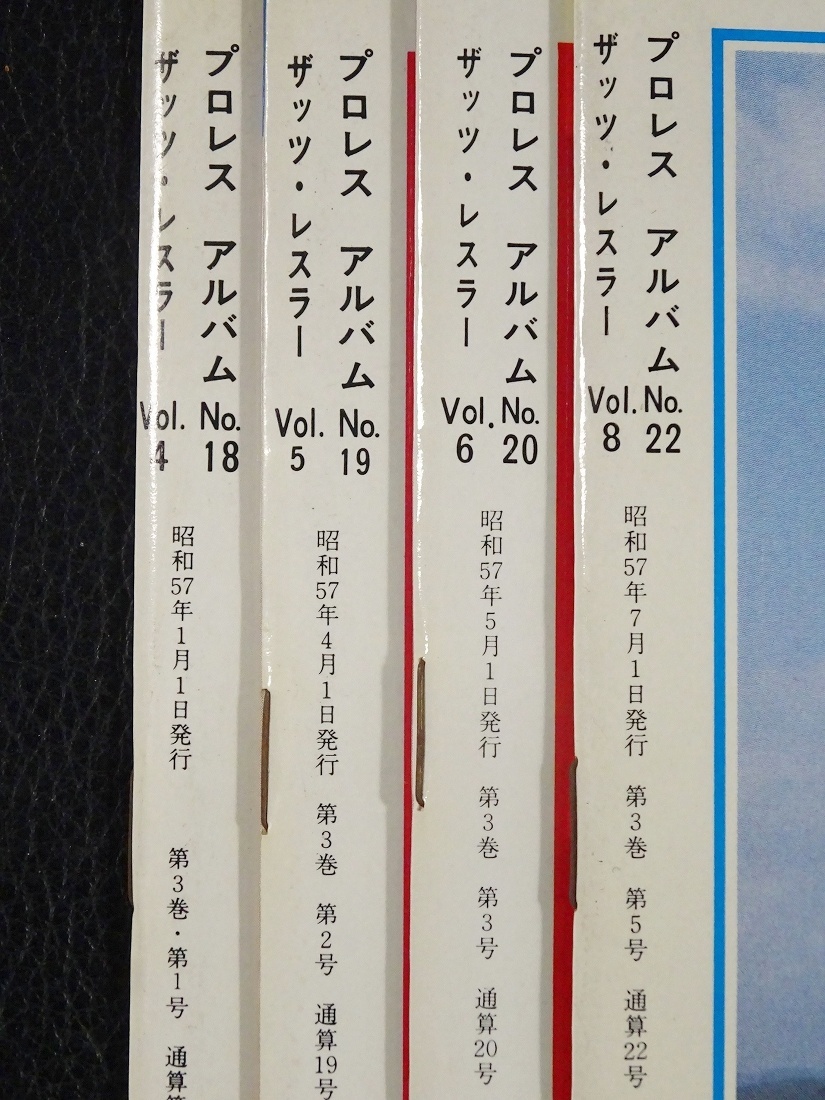 プロレス アルバム No. 18
ザッツ・レスラー Vol. 4
昭和57年1月1日発行 第3巻・第1号 通算
プロレス アルバム No. 19
ザッツ・レスラー Vol. 5
昭和57年4月1日発行 第3巻 第2号 通算19号
プロレス アルバム No. 20
ザッツ・レスラー Vol. 6
昭和57年5月1日発行 第3巻 第3号 通算20号
プロレス アルバム No. 22
ザッツ・レスラー Vol. 8
昭和57年7月1日発行 第3巻 第5号 通算22号